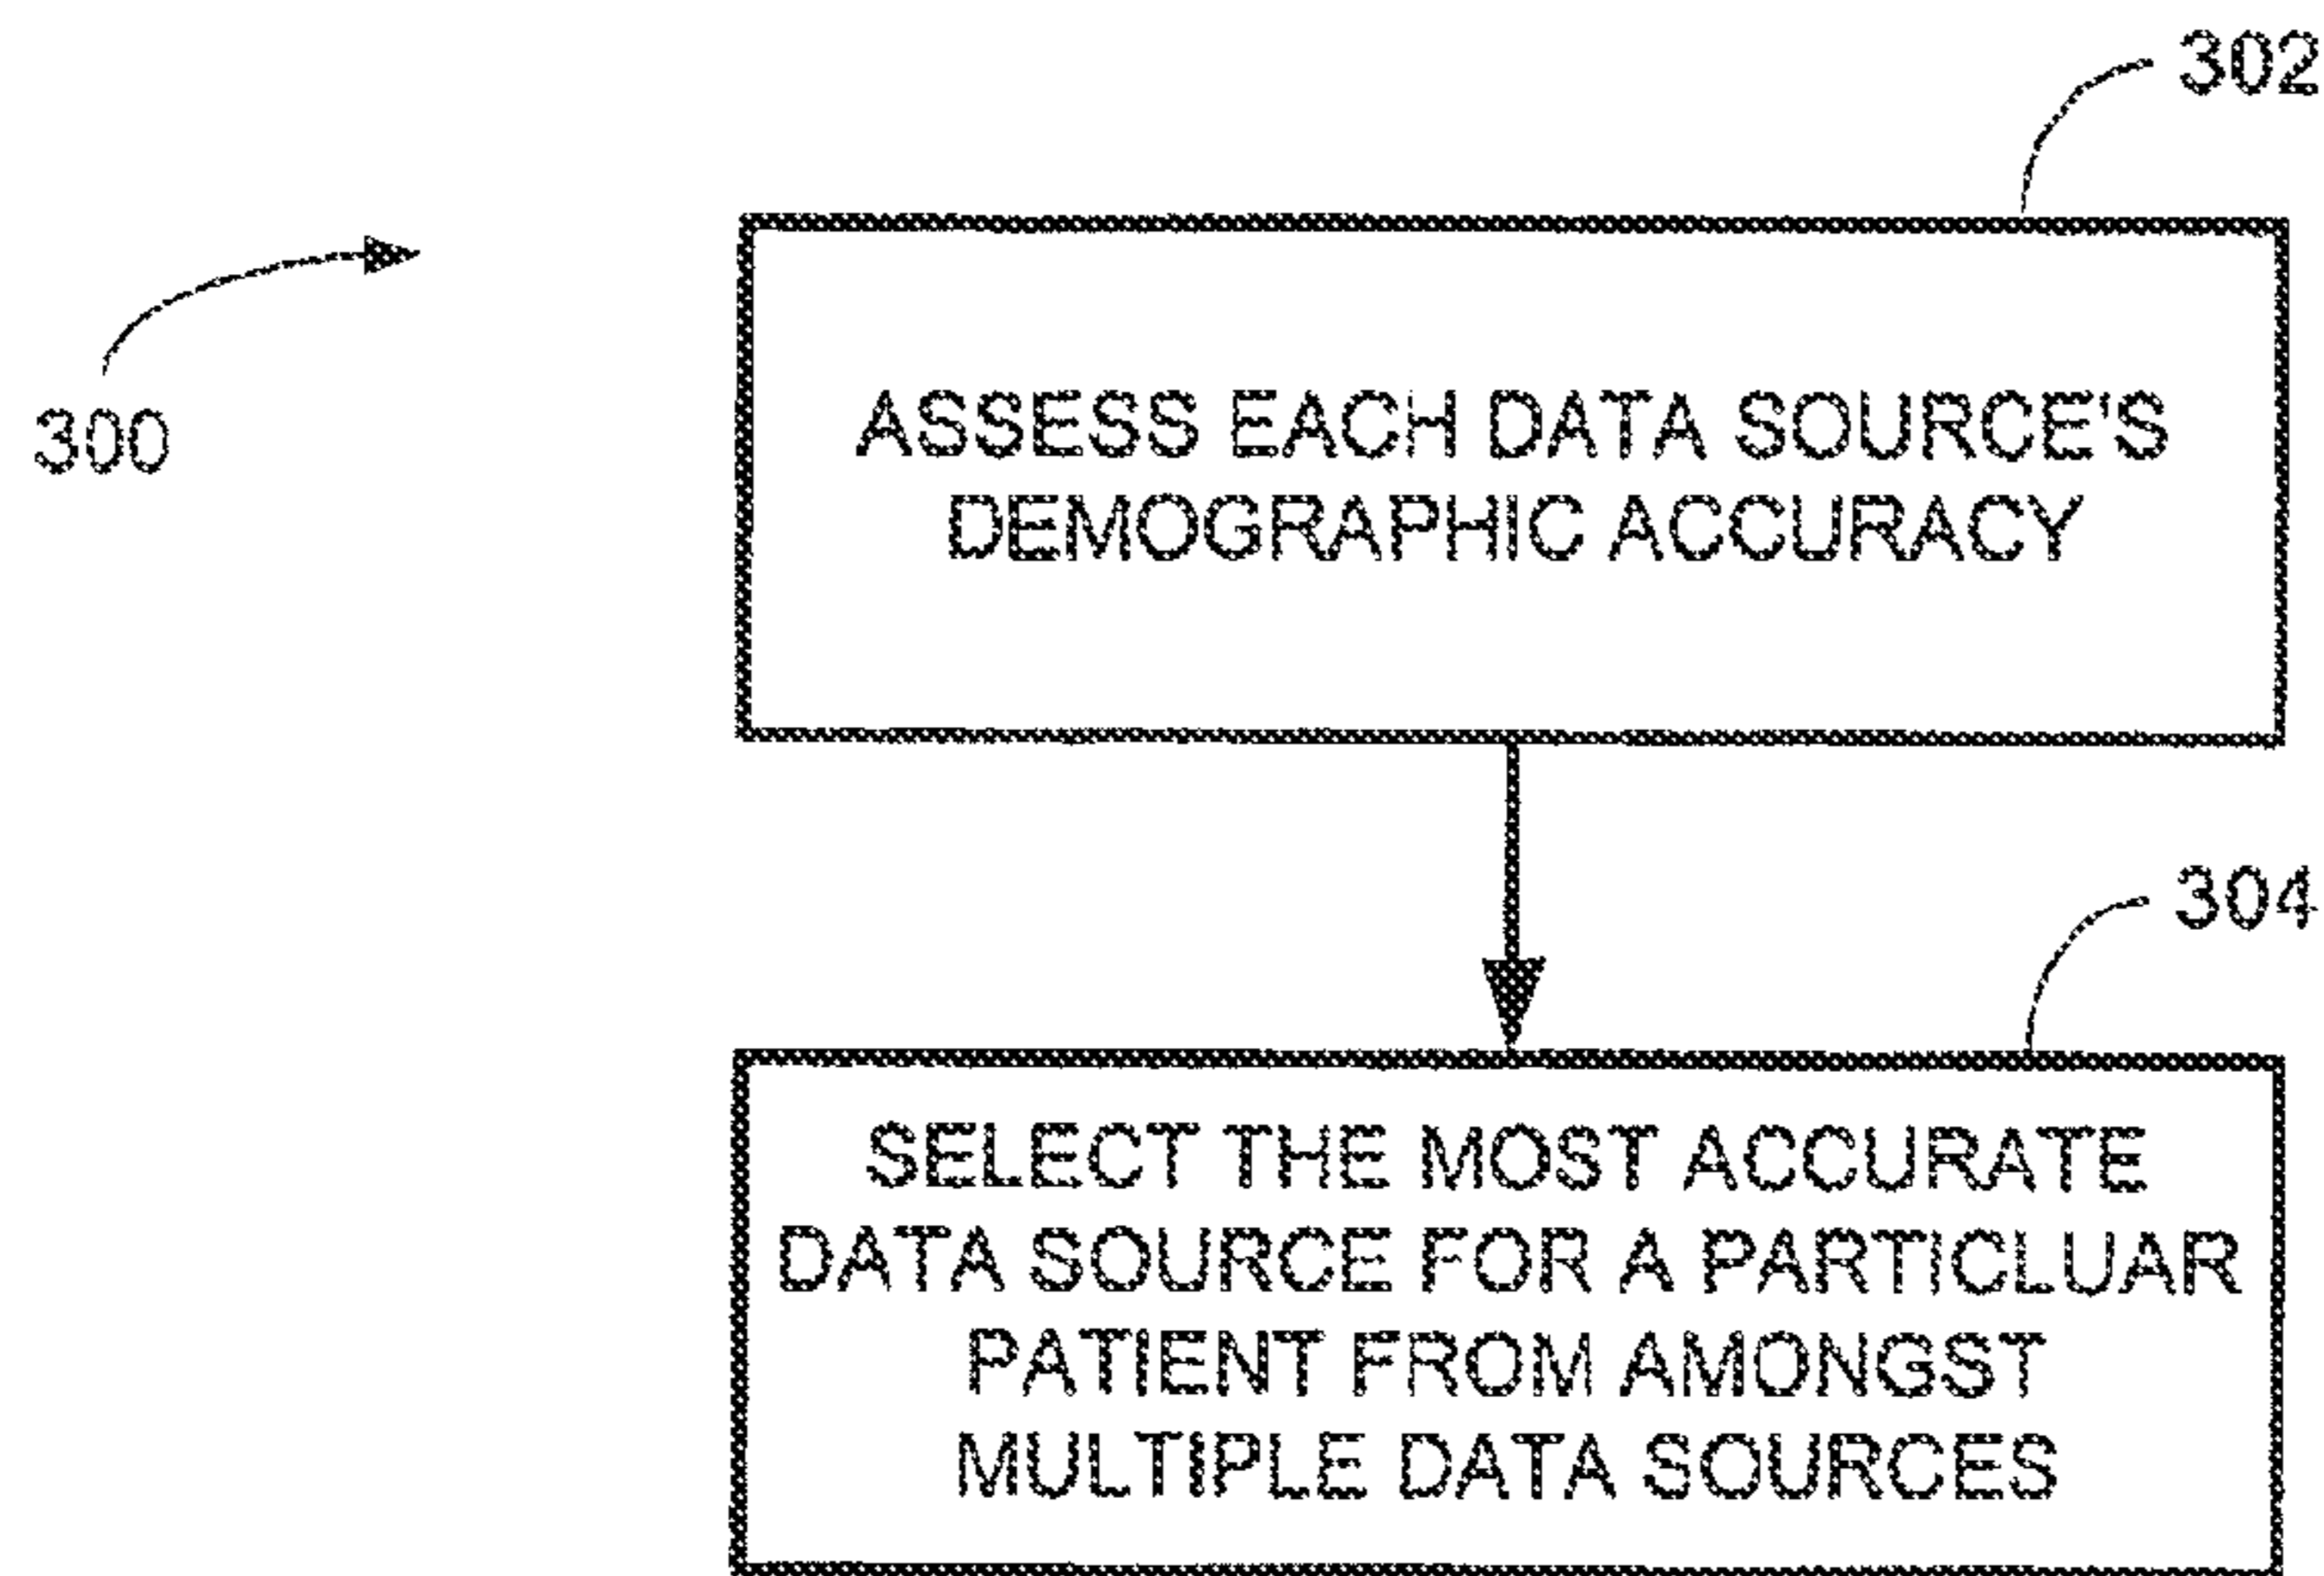 302
300
ASSESS EACH DATA SOURCE'S
DEMOGRAPHIC ACCURACY
304
SELECT THE MOST ACCURATE
DATA SOURCE FOR A PARTICLUAR
PATIENT FROM AMONGST
MULTIPLE DATA SOURCES